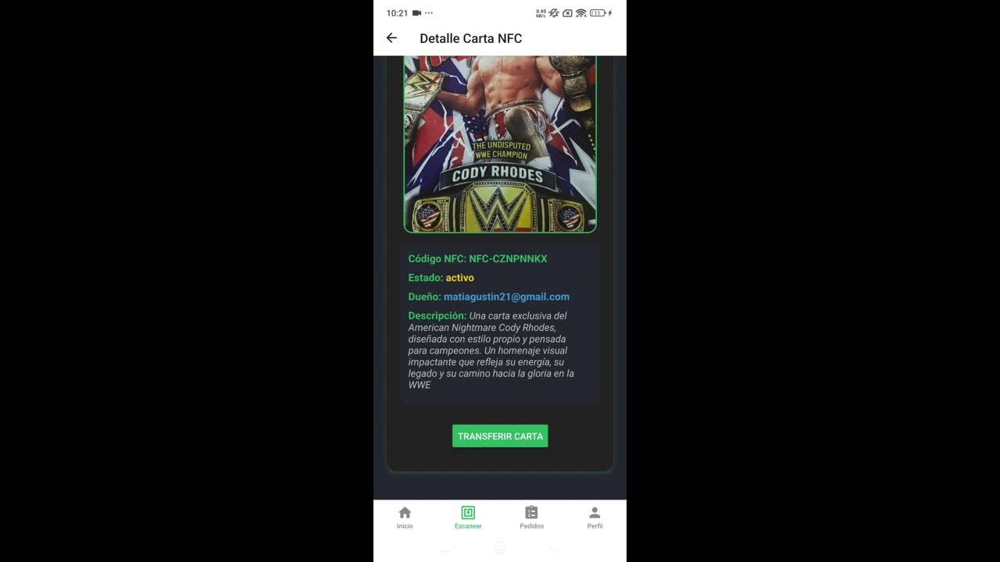 10:21
0.95
kB/s
11
Detalle Carta NFC
THE UNDISPUTED
WWE CHAMPION
CODY RHODES
Código NFC: NFC-CZNPNNKX
Estado: activo
Dueño: matiagustin21@gmail.com
Descripción: Una carta exclusiva del
American Nightmare Cody Rhodes,
diseñada con estilo propio y pensada
para campeones. Un homenaje visual
impactante que refleja su energía, su
legado y su camino hacia la gloria en la
WWE
TRANSFERIR CARTA
Inicio
Escanear
Pedidos
Perfil